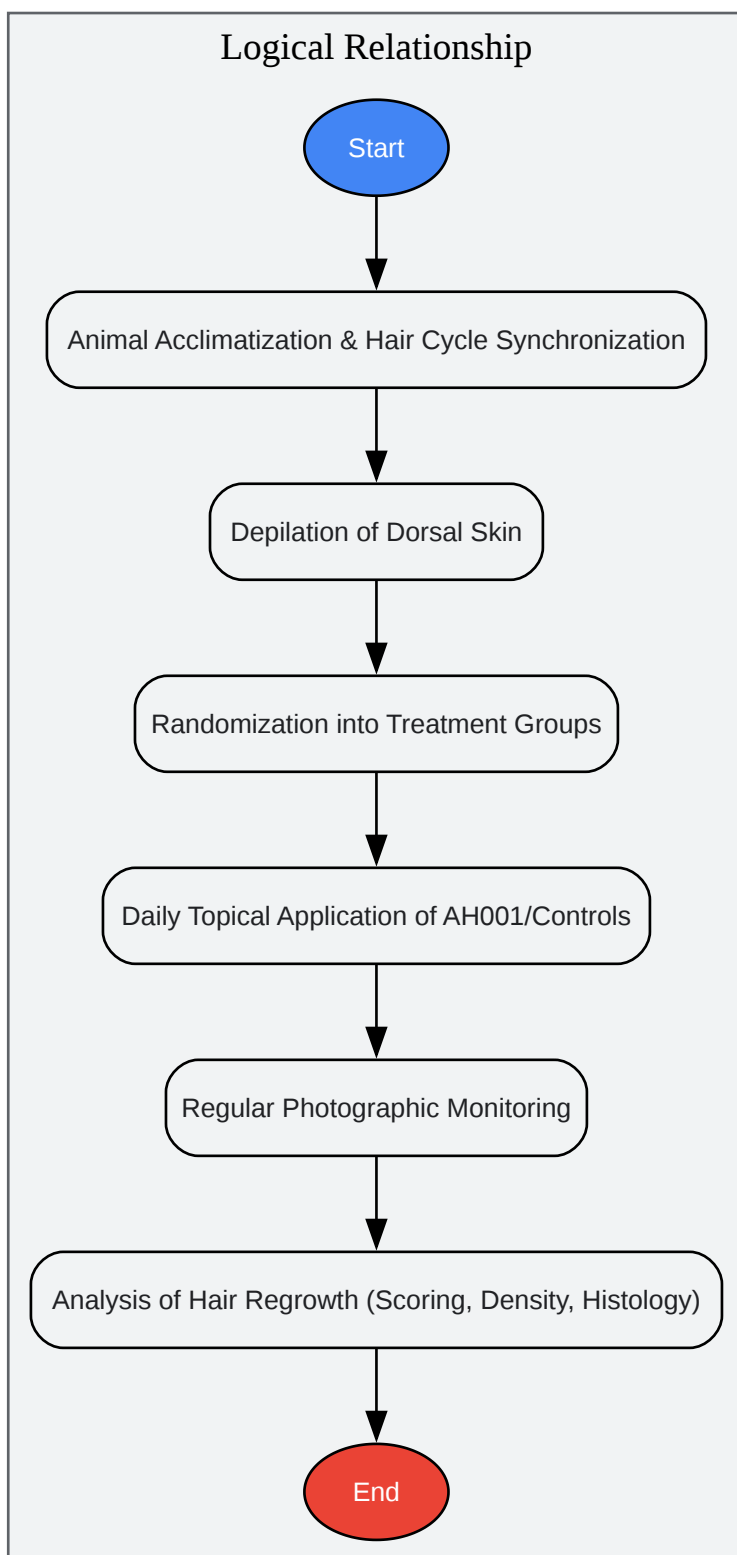 Logical Relationship
Start
Animal Acclimatization & Hair Cycle Synchronization
Depilation of Dorsal Skin
Randomization into Treatment Groups
Daily Topical Application of AH001/Controls
Regular Photographic Monitoring
Analysis of Hair Regrowth (Scoring, Density, Histology)
End